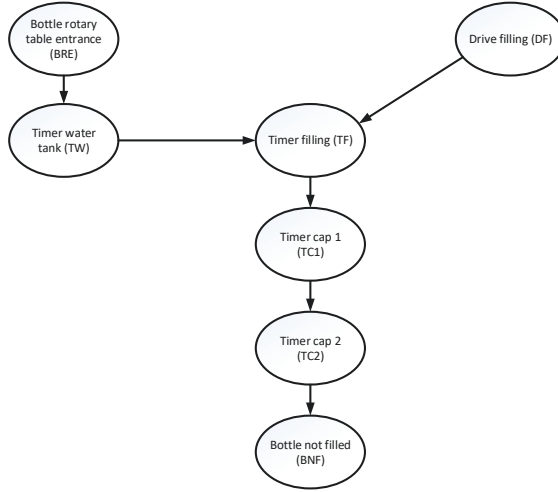 Bottle rotary
table entrance
(BRE)
Drive filling (DF)
Timer water
tank (TW)
Timer filling (TF)
Timer cap 1
(TC1)
Timer cap 2
(TC2)
Bottle not filled
(BNF)